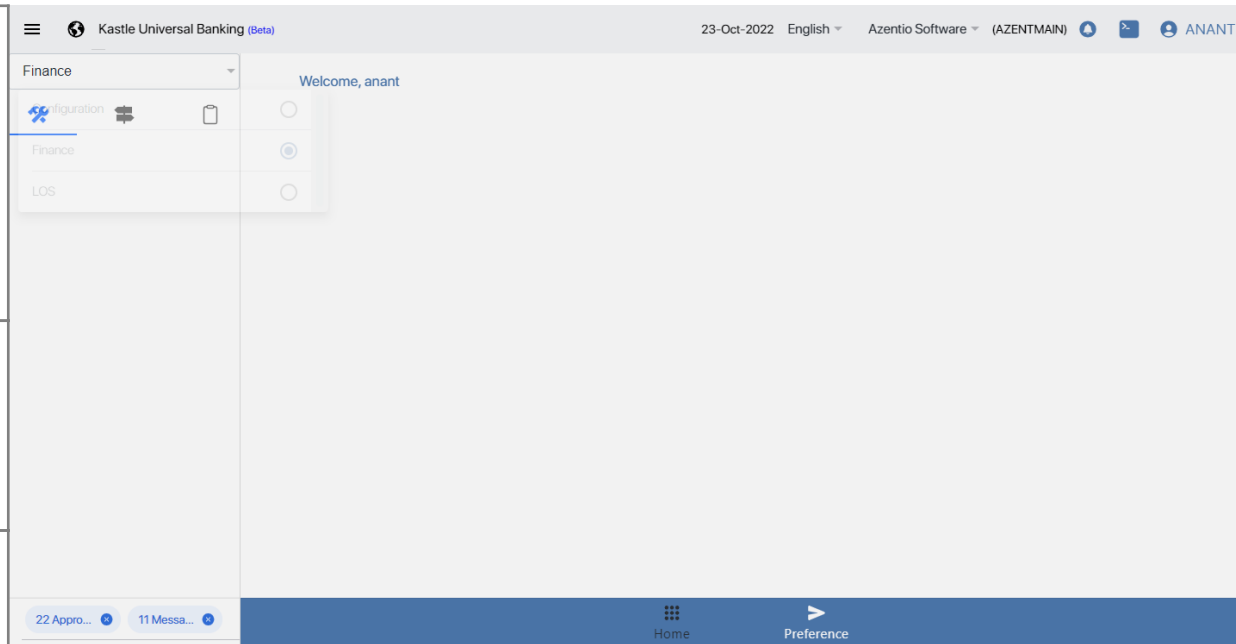 Kastle Universal Banking (Beta) 23-Oct-2022 English Azentio Software (AZENTMAIN) ANANT
Finance
Welcome, anant
Configuration
Finance
LOS
22 Appro... 11 Messa...
Home Preference